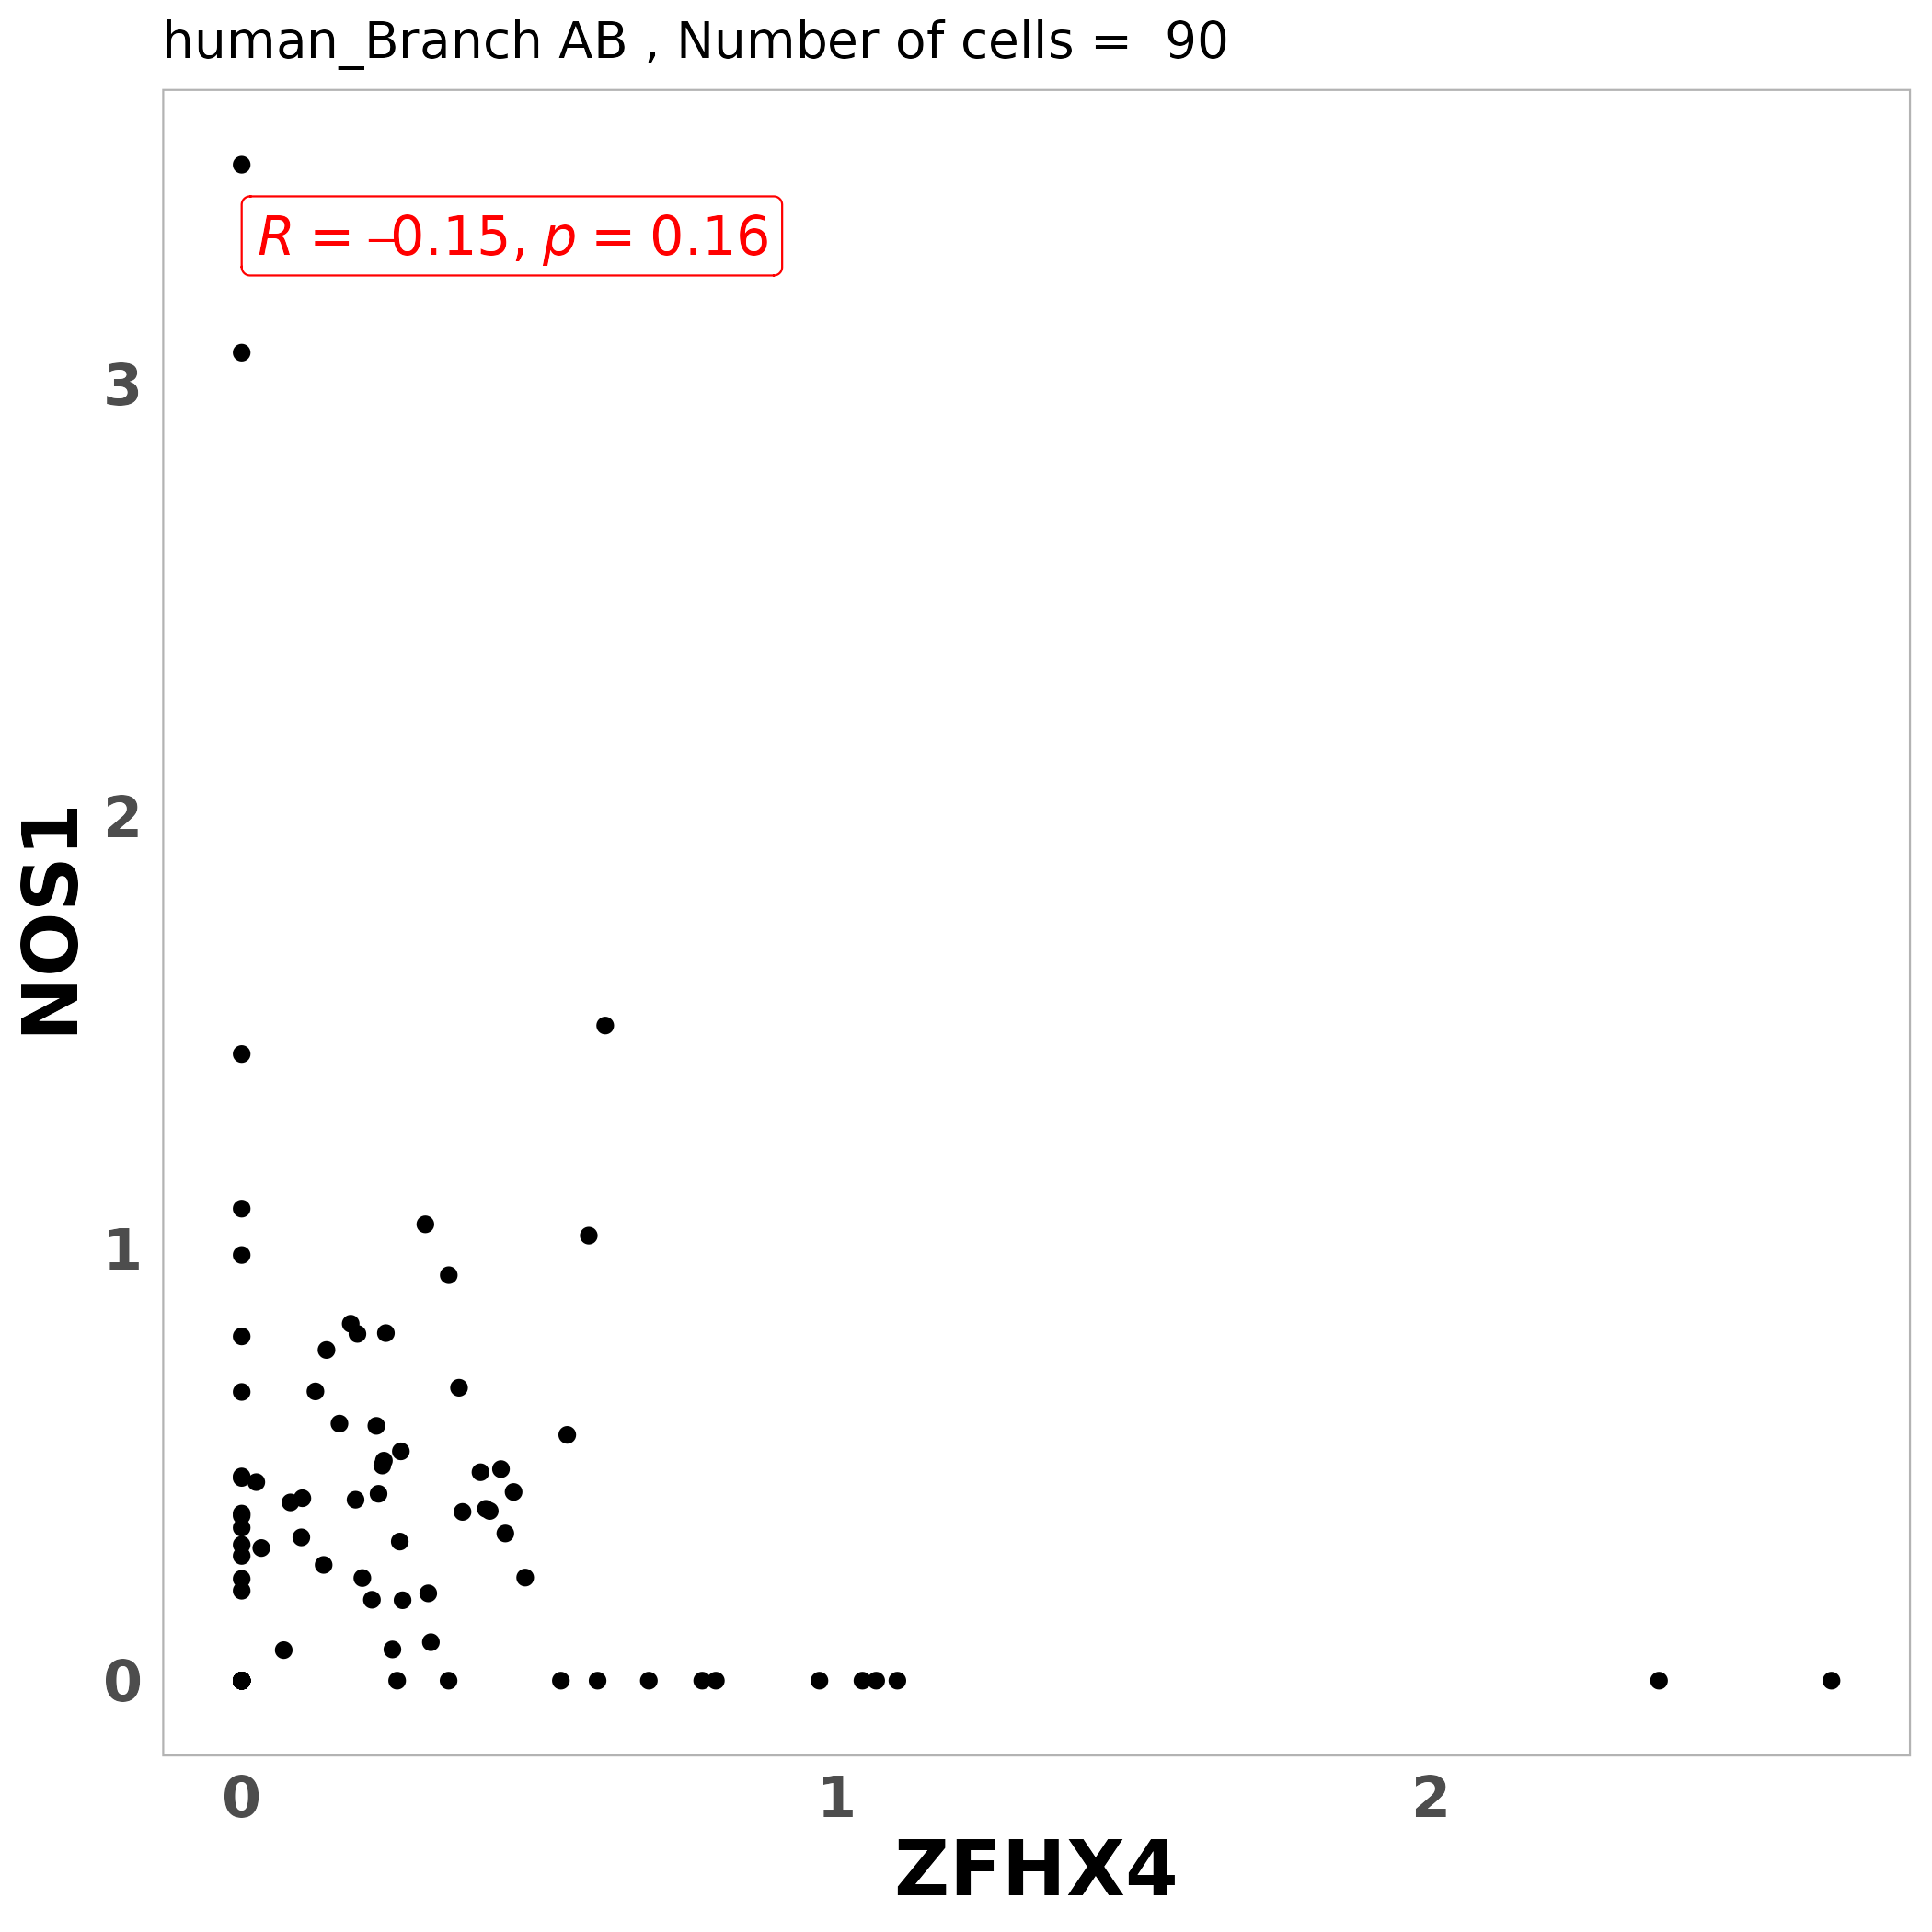 human_Branch AB , Number of cells =  90
R = –0.15, p = 0.16
3
2
1
0
NOS1
0
1
2
ZFHX4